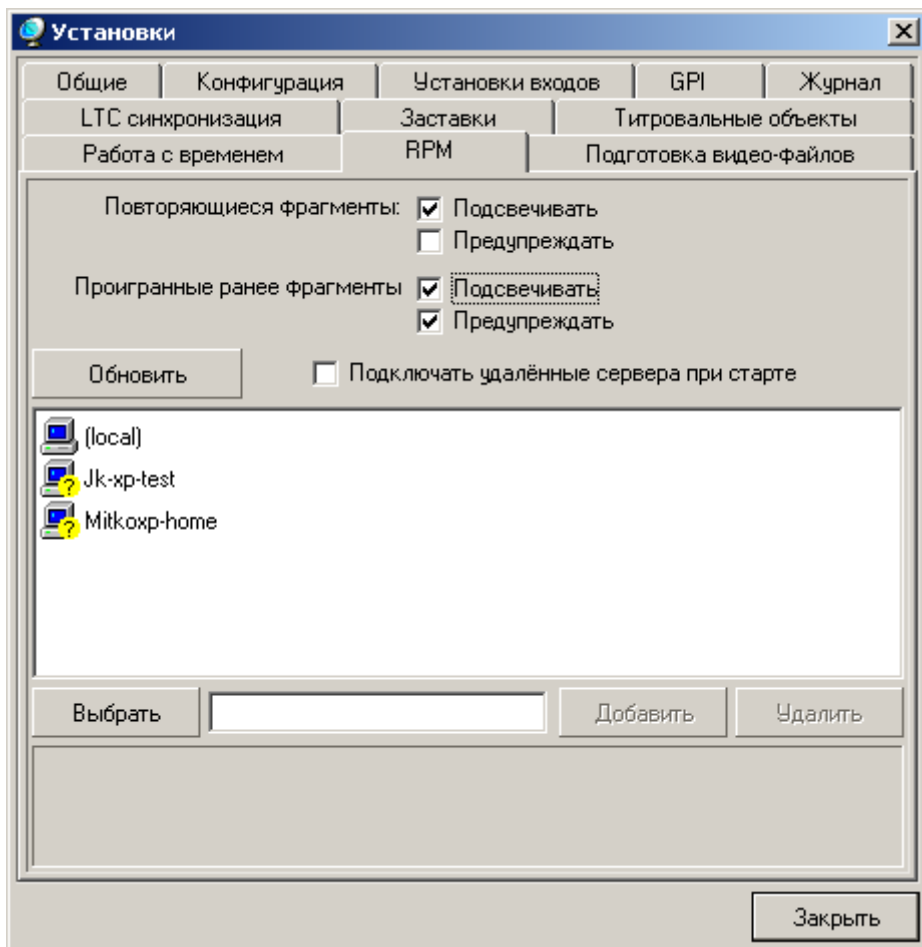 Установки
Общие Конфигурация Установки входов GPI Журнал
LTC синхронизация Заставки Титровальные объекты
Работа с временем RPM Подготовка видео-файлов
Повторяющиеся фрагменты: Подсвечивать
Предупреждать
Проигранные ранее фрагменты Подсвечивать
Предупреждать
Обновить Подключать удалённые сервера при старте
(local)
Jk-xp-test
Mitkoxp-home
Выбрать Добавить Удалить
Закрыть